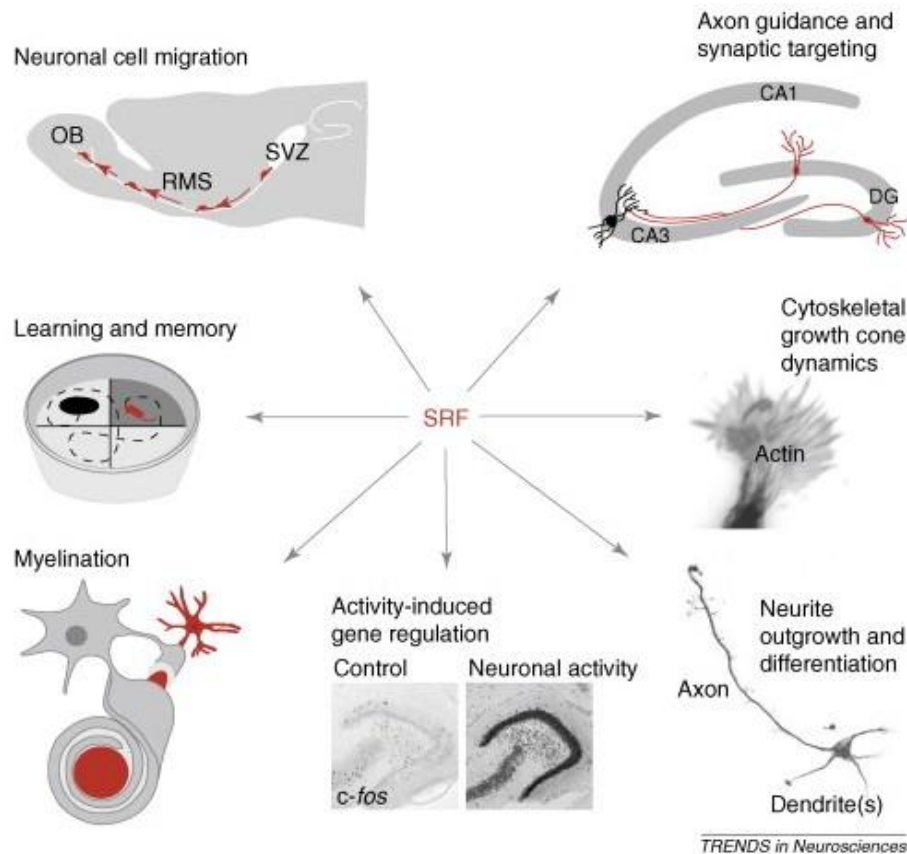 Neuronal cell migration
OB
RMS
SVZ
Axon guidance and
synaptic targeting
CA1
DG
CA3
Learning and memory
SRF
Cytoskeletal
growth cone
dynamics
Actin
Myelination
Activity-induced
gene regulation
Control
Neuronal activity
c-fos
Neurite
outgrowth and
differentiation
Axon
Dendrite(s)
TRENDS in Neurosciences